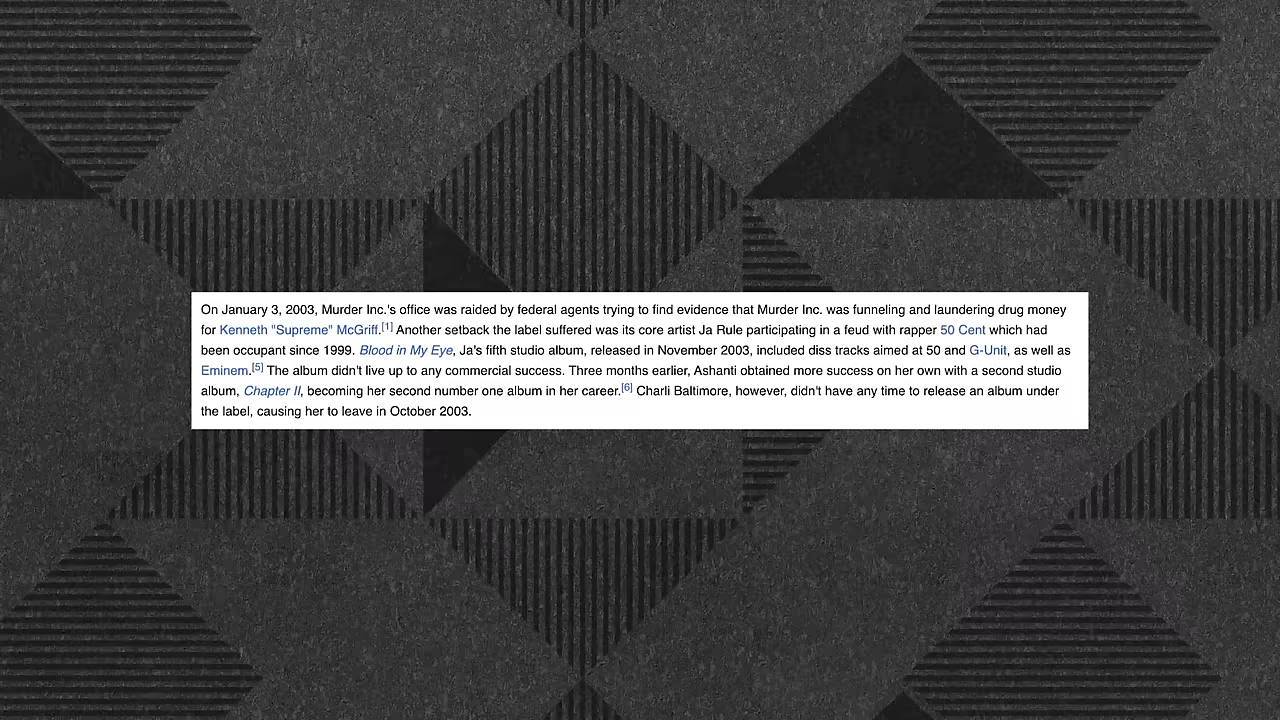 On January 3, 2003, Murder Inc.'s office was raided by federal agents trying to find evidence that Murder Inc. was funneling and laundering drug money
for Kenneth "Supreme" McGriff.[1] Another setback the label suffered was its core artist Ja Rule participating in a feud with rapper 50 Cent which had
been occupant since 1999. Blood in My Eye, Ja's fifth studio album, released in November 2003, included diss tracks aimed at 50 and G-Unit, as well as
Eminem.[5] The album didn't live up to any commercial success. Three months earlier, Ashanti obtained more success on her own with a second studio
album, Chapter II, becoming her second number one album in her career.[6] Charli Baltimore, however, didn't have any time to release an album under
the label, causing her to leave in October 2003.